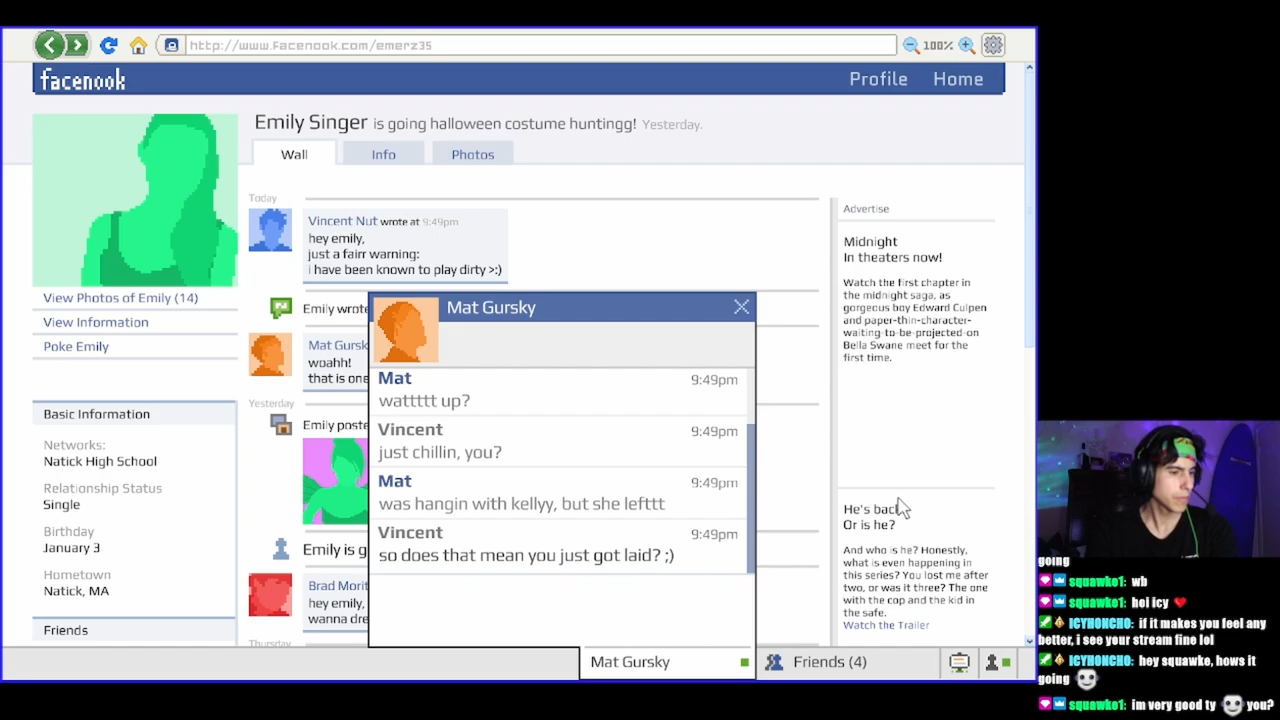 http://www.facenook.com/emerz35
100%
facenook
Profile
Home
Emily Singer is going halloween costume huntingg! Yesterday.
Wall
Info
Photos
View Photos of Emily (14)
View Information
Poke Emily
Basic Information
Networks:
Natick High School
Relationship Status
Single
Birthday
January 3
Hometown
Natick, MA
Friends
Today
Vincent Nut wrote at 9:49pm
hey emily,
just a fairr warning:
i have been known to play dirty >:)
Emily wrote
Mat Gursk
woahh!
that is one
Yesterday
Emily poste
Emily is g
Brad Morit
hey emily,
wanna dre
Thursday
Mat Gursky
Mat 9:49pm
wattttt up?
Vincent 9:49pm
just chillin, you?
Mat 9:49pm
was hangin with kellyy, but she lefttt
Vincent 9:49pm
so does that mean you just got laid? ;)
Mat Gursky
Friends (4)
Advertise
Midnight
In theaters now!
Watch the first chapter in
the midnight saga, as
gorgeous boy Edward Culpen
and paper-thin-character-
waiting-to-be-projected-on
Bella Swane meet for the
first time.
He's back
Or is he?
And who is he? Honestly,
what is even happening in
this series? You lost me after
two, or was it three? The one
with the cop and the kid in
the safe.
Watch the Trailer
going
squawko1: wb
squawko1: hoi icy
ICYHONCHO: if it makes you feel any
better, i see your stream fine lol
ICYHONCHO: hey squawke, hows it
going
squawko1: im very good ty you?